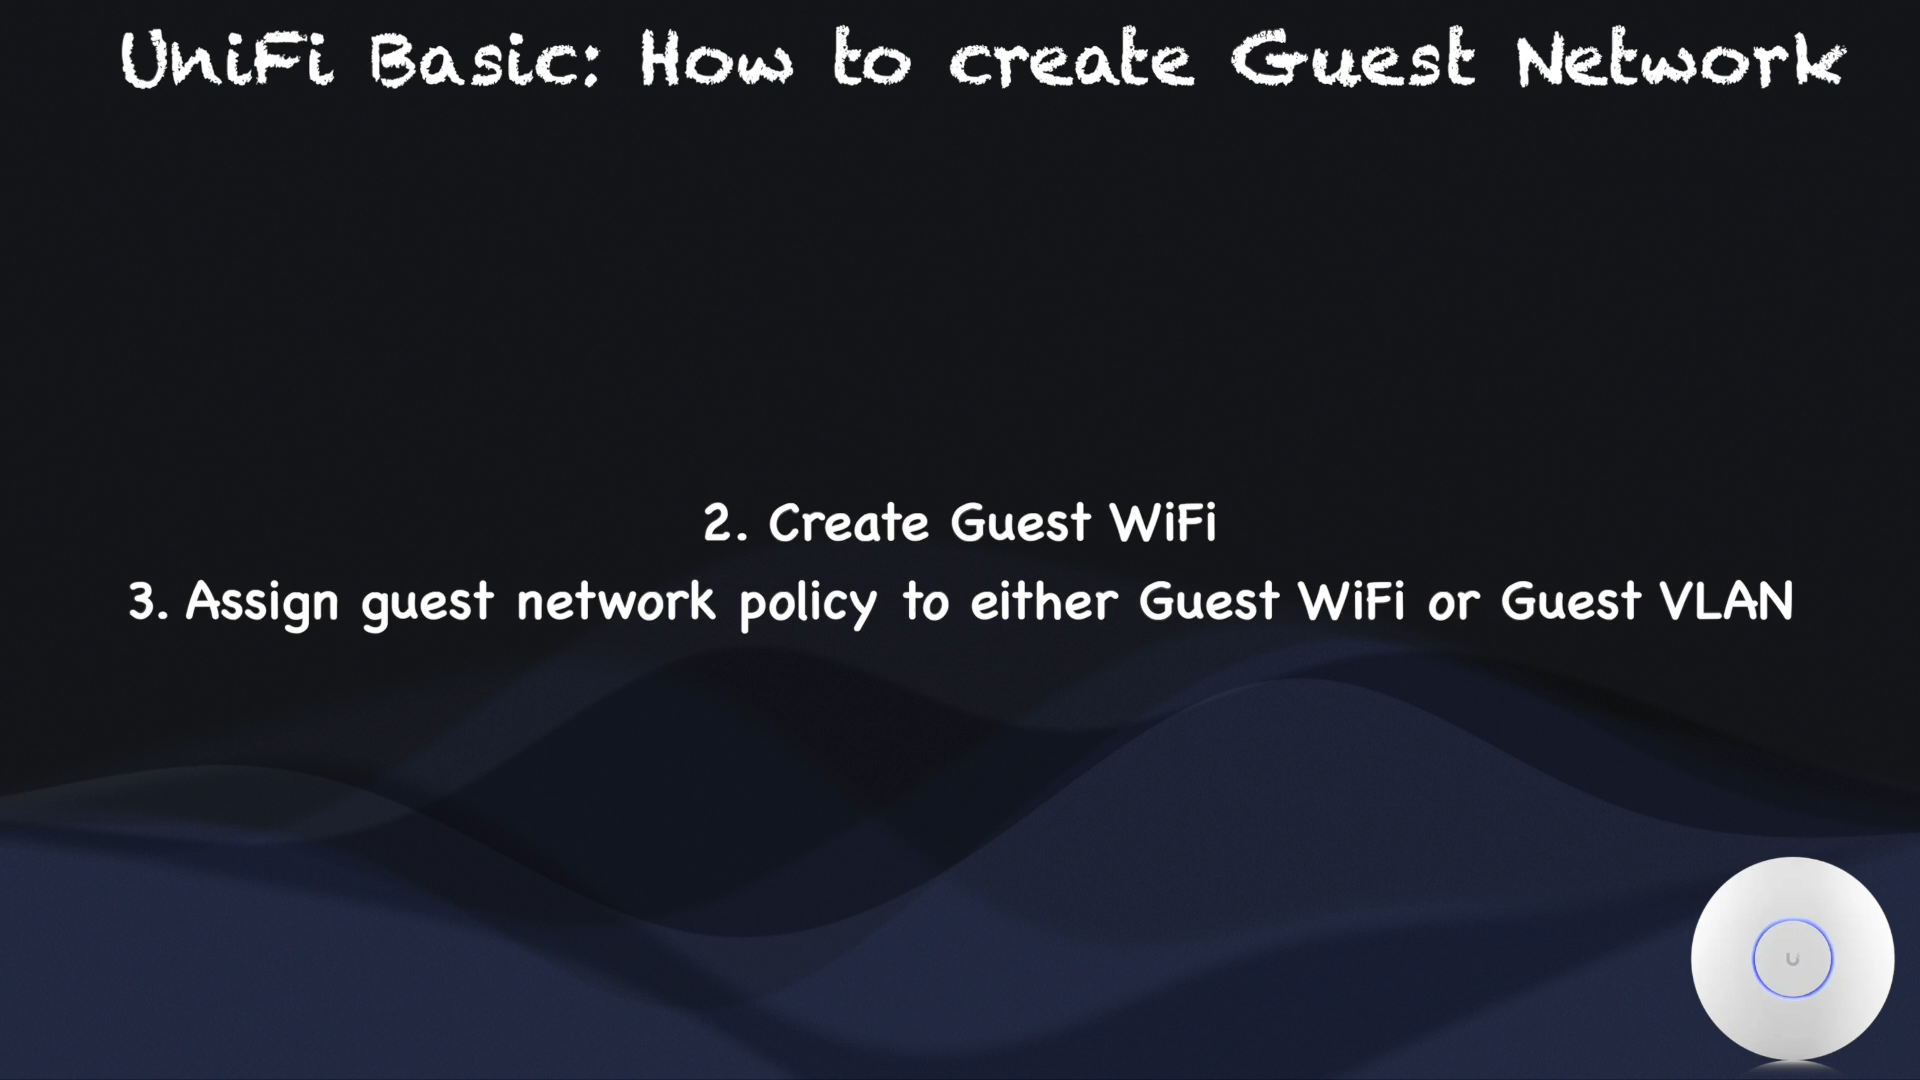 UniFi Basic: How to create Guest Network
2. Create Guest WiFi
3. Assign guest network policy to either Guest WiFi or Guest VLAN
U